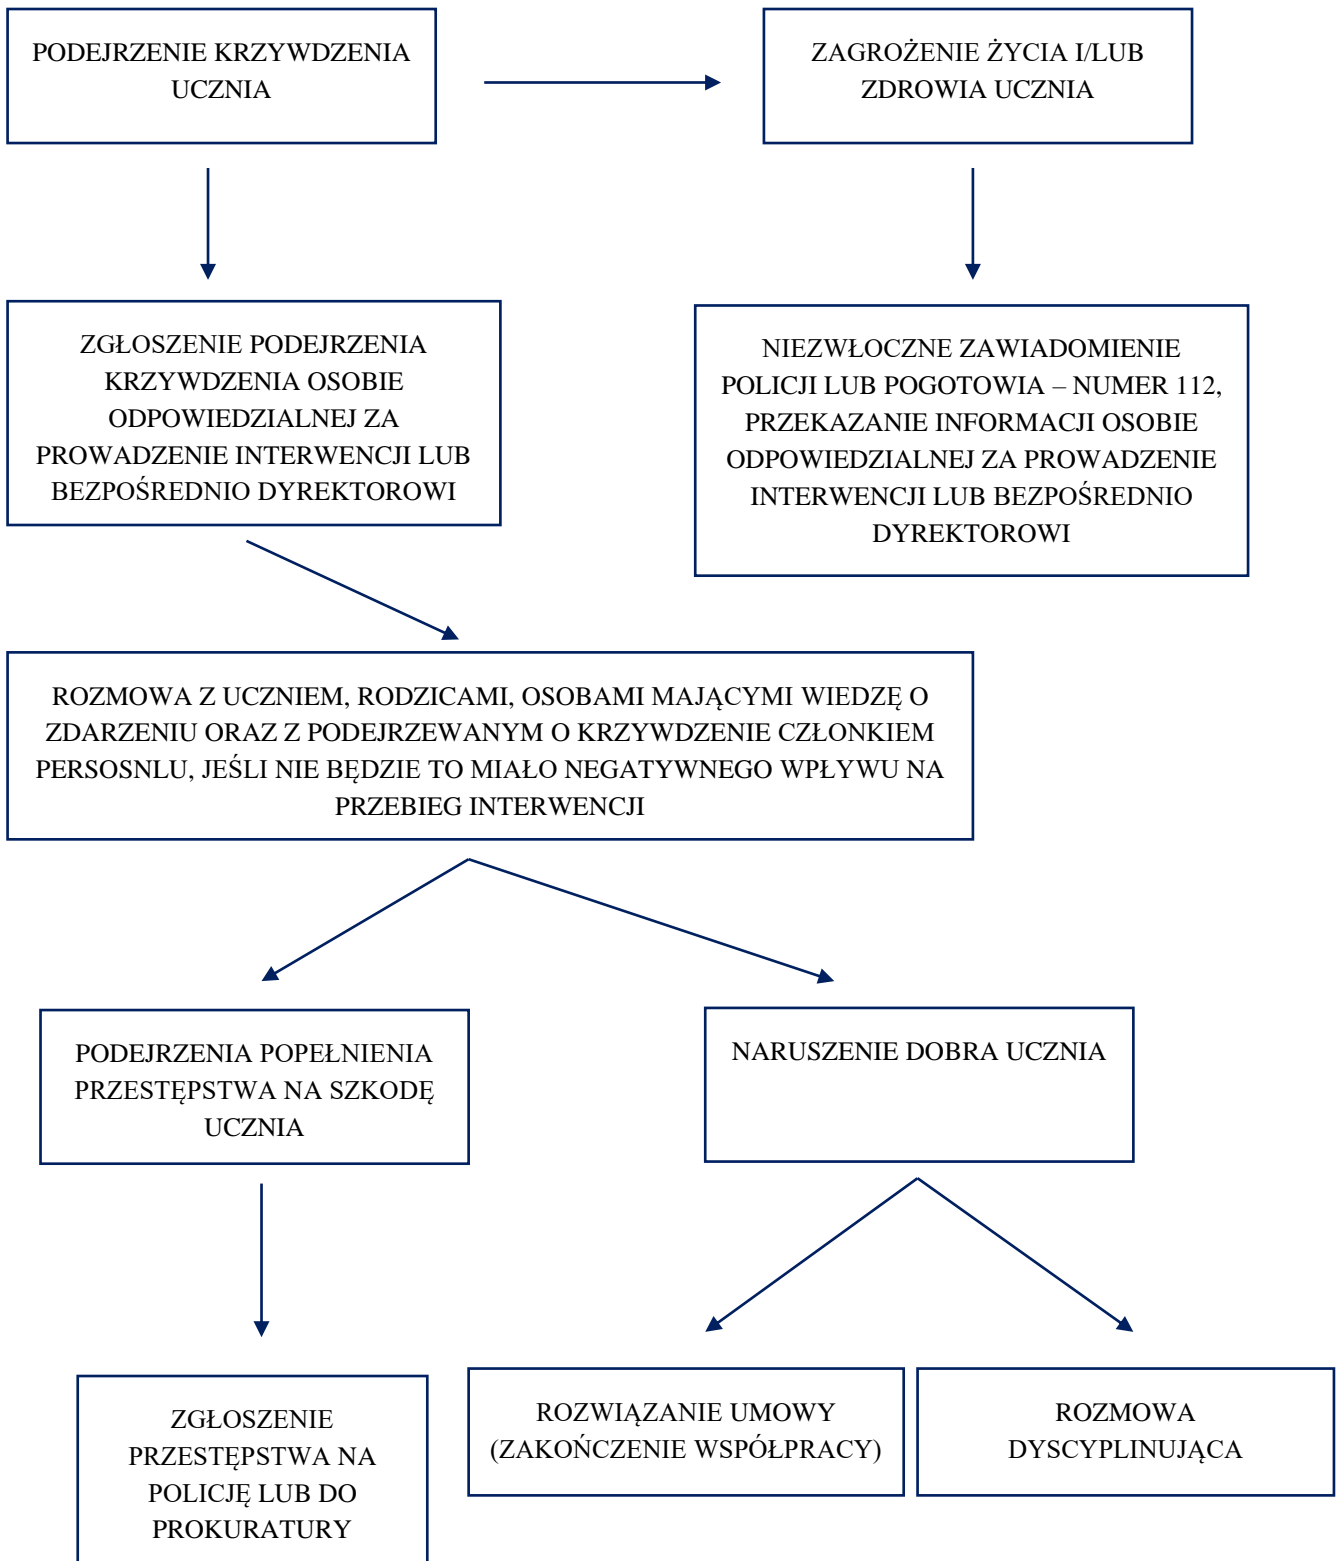 PODEJRZENIE KRZYWDZENIA
UCZNIA
ZAGROŻENIE ŻYCIA I/LUB
ZDROWIA UCZNIA
ZGŁOSZENIE PODEJRZENIA
KRZYWDZENIA OSOBIE
ODPOWIEDZIALNEJ ZA
PROWADZENIE INTERWENCJI LUB
BEZPOŚREDNIO DYREKTOROWI
NIEZWŁOCZNE ZAWIADOMIENIE
POLICJI LUB POGOTOWIA – NUMER 112,
PRZEKAZANIE INFORMACJI OSOBIE
ODPOWIEDZIALNEJ ZA PROWADZENIE
INTERWENCJI LUB BEZPOŚREDNIO
DYREKTOROWI
ROZMOWA Z UCZNIEM, RODZICAMI, OSOBAMI MAJĄCYMI WIEDZĘ O
ZDARZENIU ORAZ Z PODEJRZEWANYM O KRZYWDZENIE CZŁONKIEM
PERSOSNLU, JEŚLI NIE BĘDZIE TO MIAŁO NEGATYWNEGO WPŁYWU NA
PRZEBIEG INTERWENCJI
PODEJRZENIA POPEŁNIENIA
PRZESTĘPSTWA NA SZKODĘ
UCZNIA
NARUSZENIE DOBRA UCZNIA
ZGŁOSZENIE
PRZESTĘPSTWA NA
POLICJĘ LUB DO
PROKURATURY
ROZWIĄZANIE UMOWY
(ZAKOŃCZENIE WSPÓŁPRACY)
ROZMOWA
DYSCYPLINUJĄCA